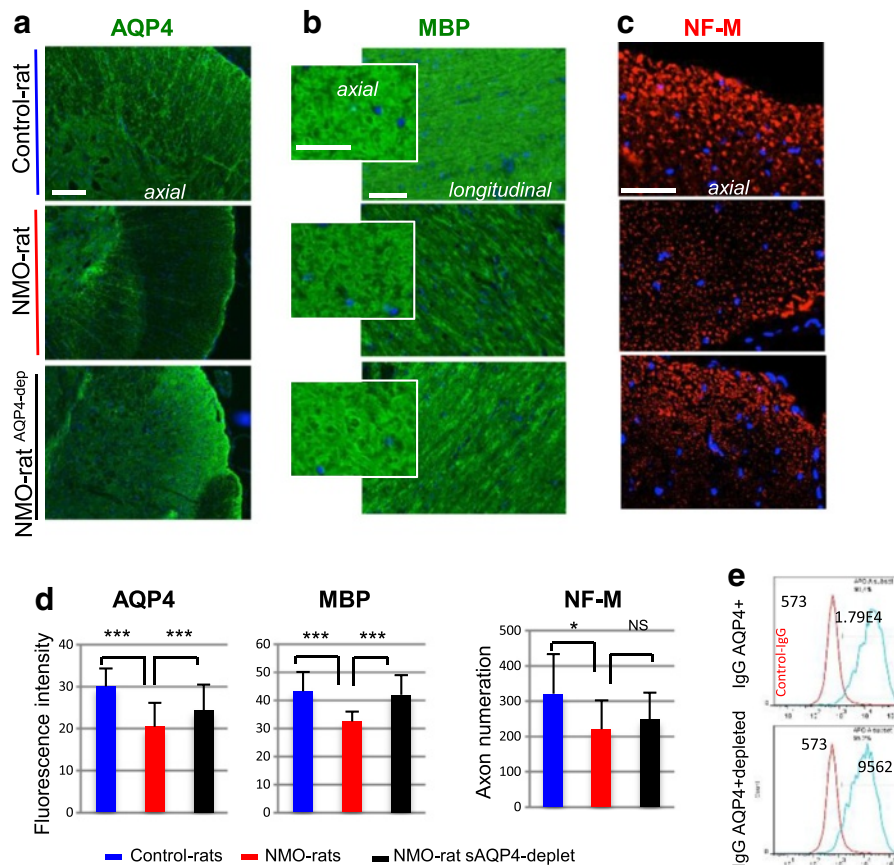 a AQP4
b MBP
c NF-M
Control-rat
axial
axial
longitudinal
axial
NMO-rat
NMO-rat AQP4-dep
d
AQP4
Fluorescence intensity
40
30
20
10
0
***
***
MBP
60
50
40
30
20
10
0
***
***
NF-M
Axon numeration
500
400
300
200
100
0
*
NS
Control-rats NMO-rats NMO-rat sAQP4-deplet
e
IgG AQP4+
Control-IgG
573
1.79E4
IgG AQP4+depleted
573
9562